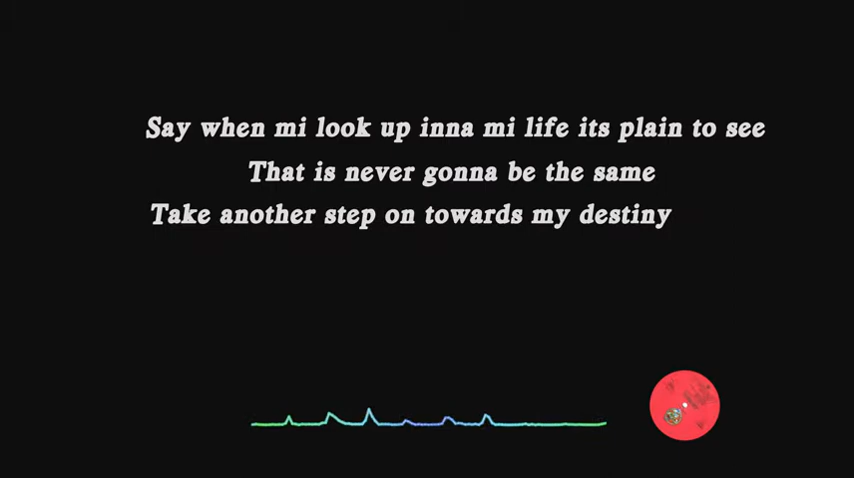 Say when mi look up inna mi life its plain to see
That is never gonna be the same
Take another step on towards my destiny